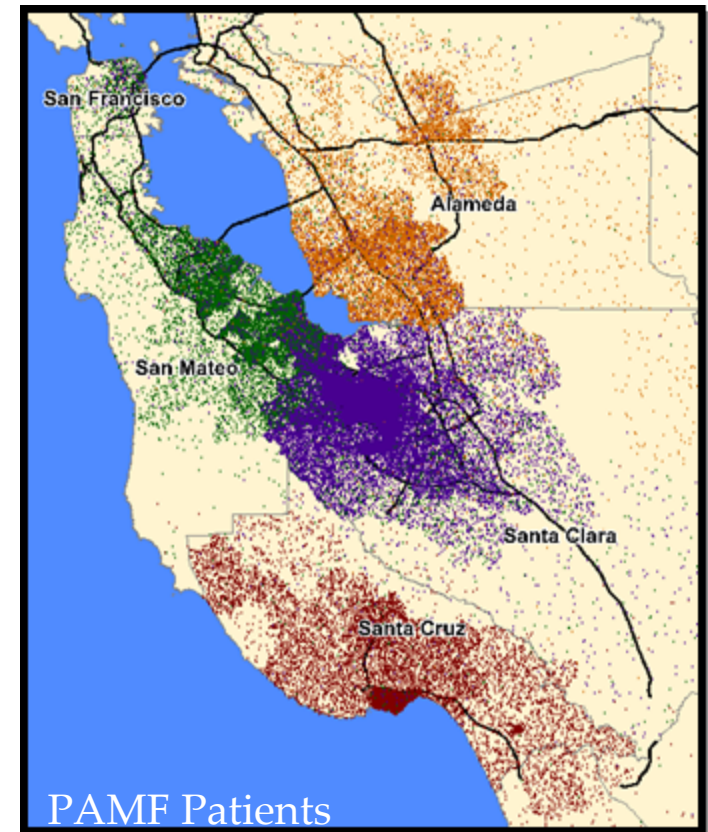 San Francisco
Alameda
San Mateo
Santa Clara
Santa Cruz
PAMF Patients